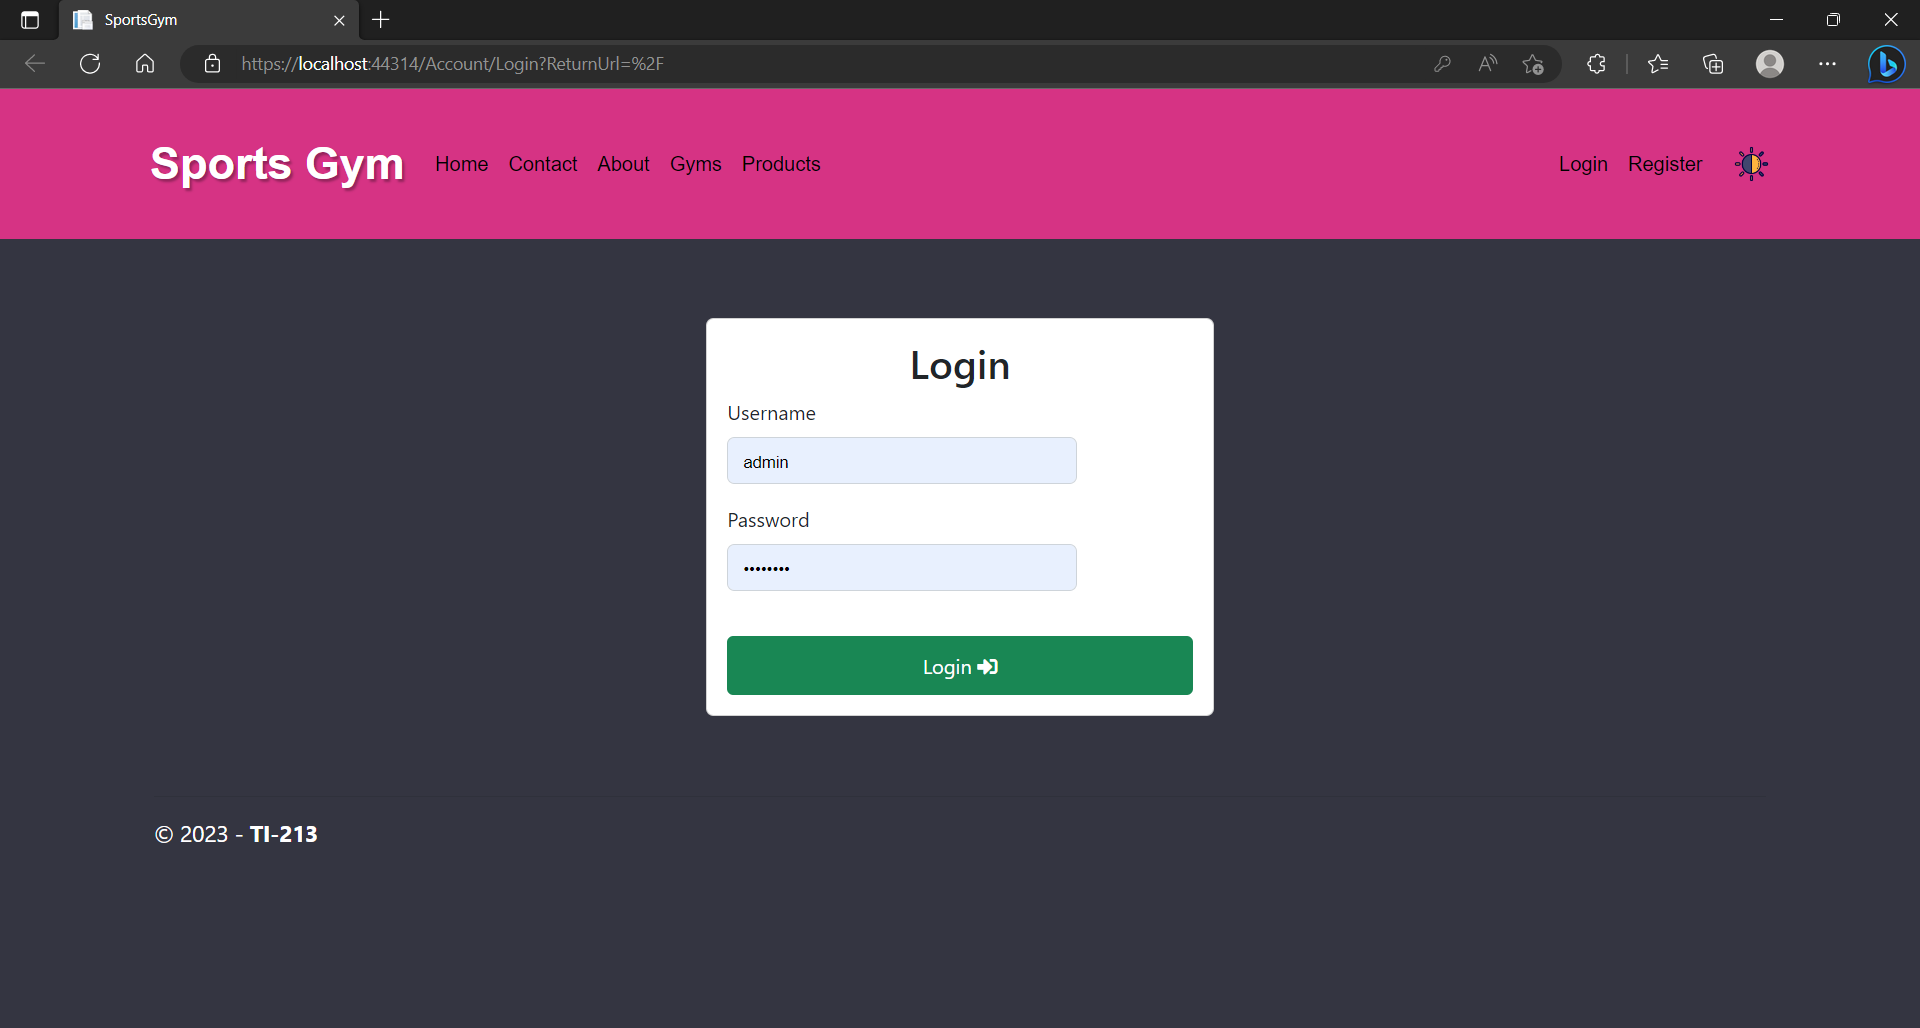 SportsGym
https://localhost:44314/Account/Login?ReturnUrl=%2F
Sports Gym Home Contact About Gyms Products Login Register
Login
Username
admin
Password
••••••••
Login
© 2023 - TI-213